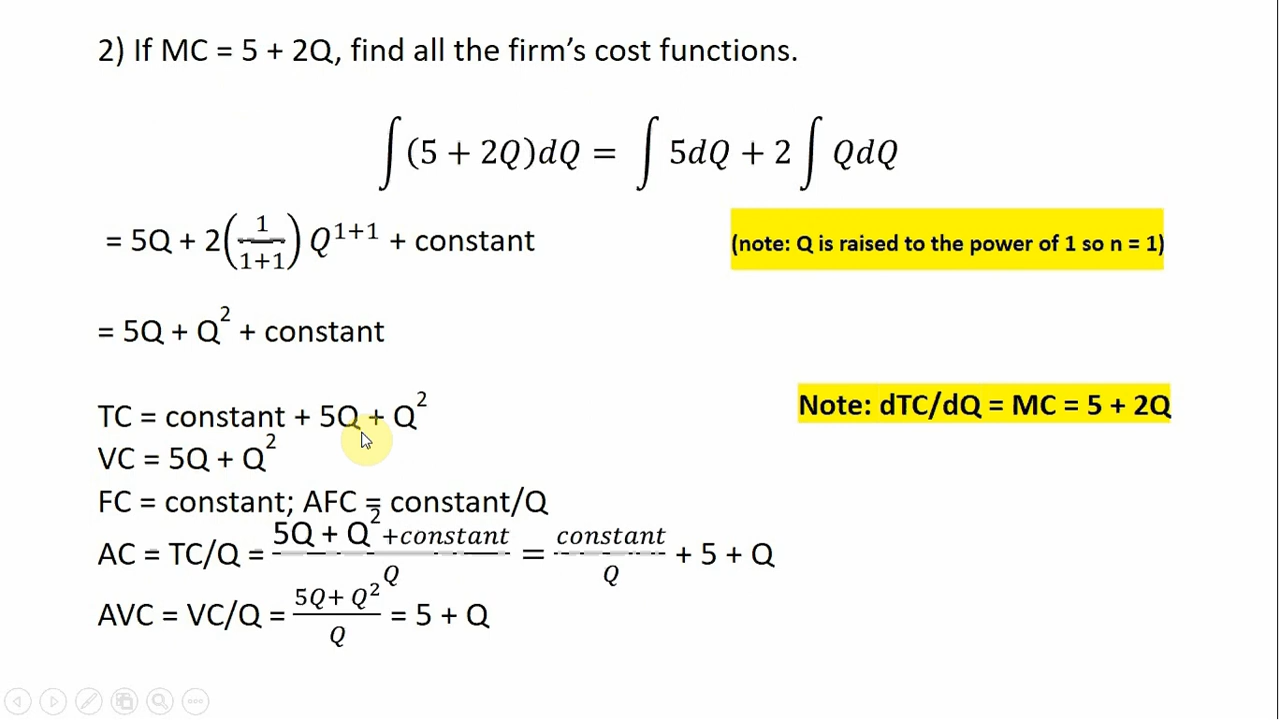 2) If MC = 5 + 2Q, find all the firm's cost functions.
∫(5 + 2Q)dQ = ∫5dQ + 2∫QdQ
= 5Q + 2(1/(1+1))Q^(1+1) + constant
(note: Q is raised to the power of 1 so n = 1)
= 5Q + Q² + constant
TC = constant + 5Q + Q²
Note: dTC/dQ = MC = 5 + 2Q
VC = 5Q + Q²
FC = constant; AFC = constant/Q
AC = TC/Q = (5Q + Q² +constant)/Q = constant/Q + 5 + Q
AVC = VC/Q = (5Q+ Q²)/Q = 5 + Q